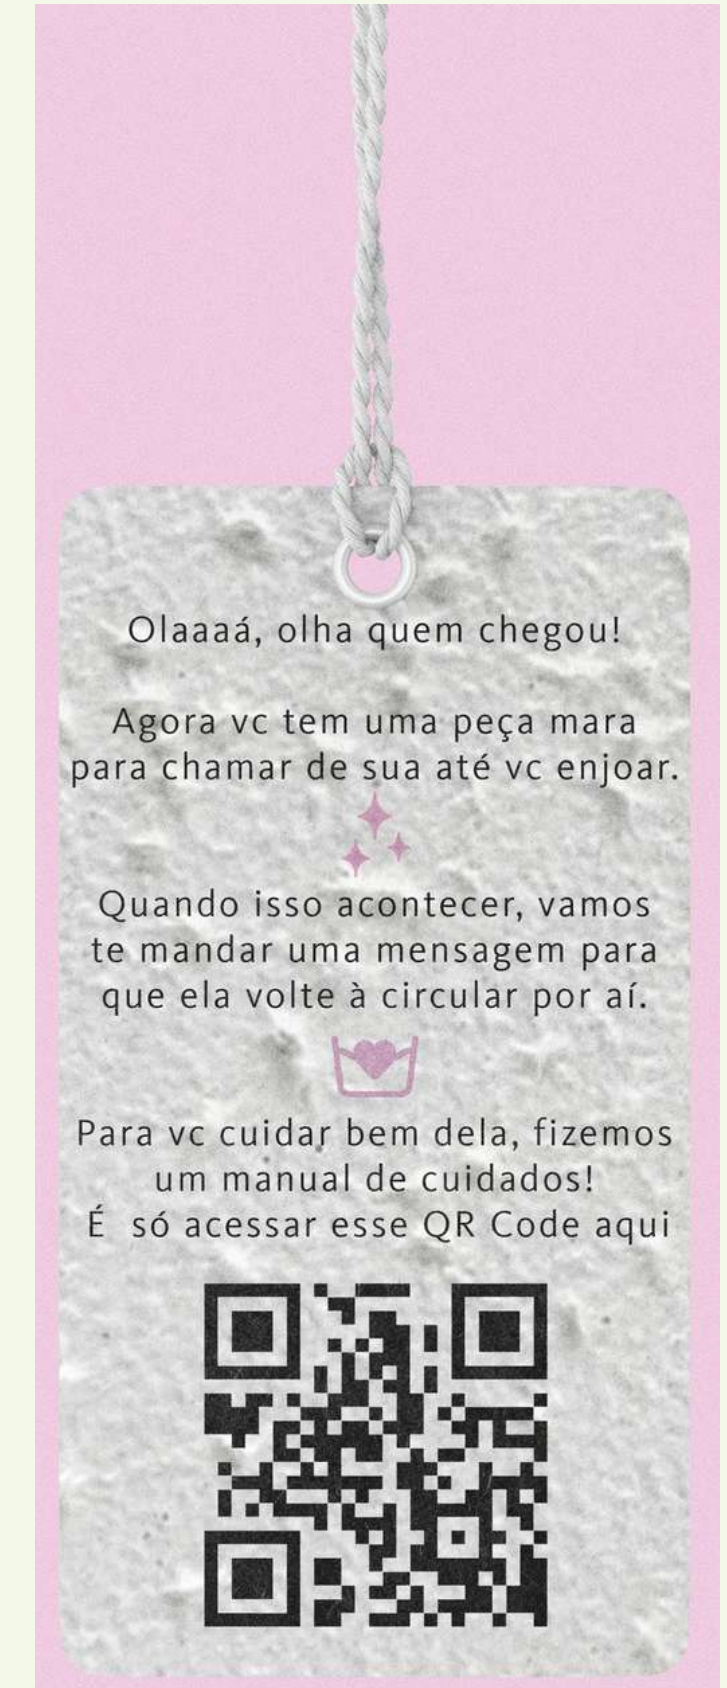 Olaaaá, olha quem chegou!
Agora vc tem uma peça mara
para chamar de sua até vc enjoar.
Quando isso acontecer, vamos
te mandar uma mensagem para
que ela volte à circular por aí.
Para vc cuidar bem dela, fizemos
um manual de cuidados!
É só acessar esse QR Code aqui